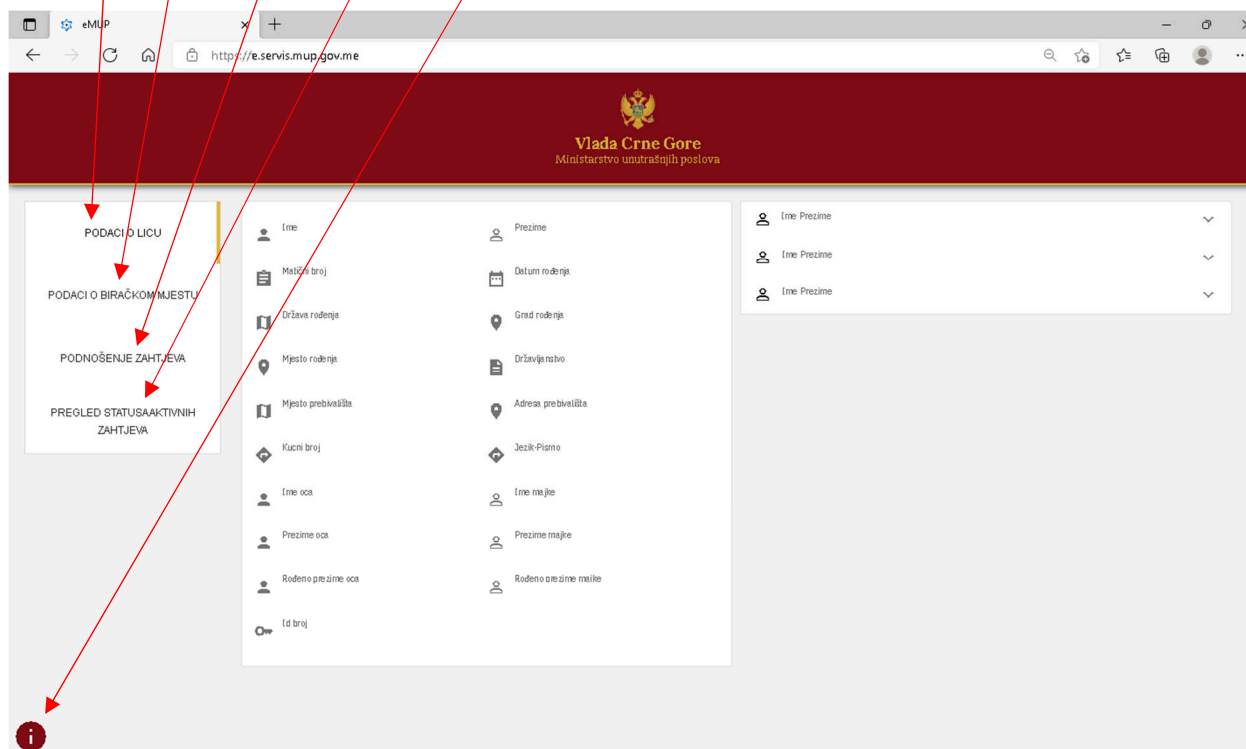 eMUP
https://e.servis.mup.gov.me
Vlada Crne Gore
Ministarstvo unutrašnjih poslova
PODACI O LICU
PODACI O BIRAČKOM MJESTU
PODNOŠENJE ZAHTJEVA
PREGLED STATUSAAKTIVNIH
ZAHTJEVA
Ime
Prezime
Matični broj
Datum rođenja
Država rođenja
Grad rođenja
Mjesto rođenja
Državljanstvo
Mjesto prebivališta
Adresa prebivališta
Kucni broj
Jezik-Pismo
Ime oca
Ime majke
Prezime oca
Prezime majke
Rođeno prezime oca
Rođeno prezime majke
Id broj
Ime Prezime
Ime Prezime
Ime Prezime
i